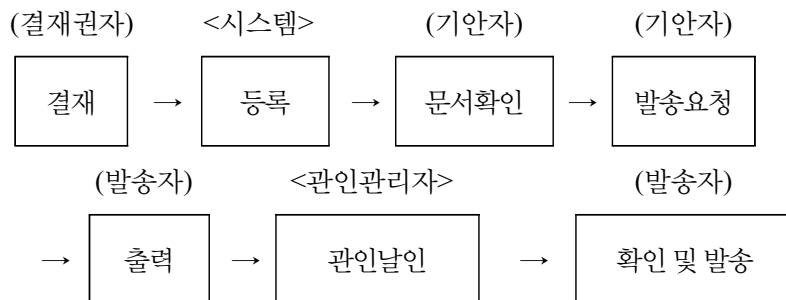 (결재권자) <시스템> (기안자) (기안자)
결재 → 등록 → 문서확인 → 발송요청
(발송자) <관인관리자> (발송자)
→ 출력 → 관인날인 → 확인 및 발송